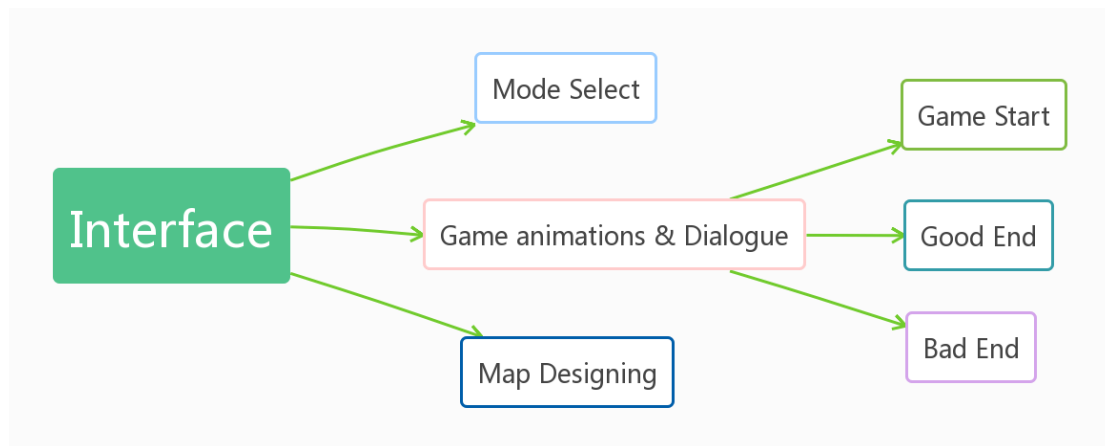 Interface
Mode Select
Game animations & Dialogue
Map Designing
Game Start
Good End
Bad End